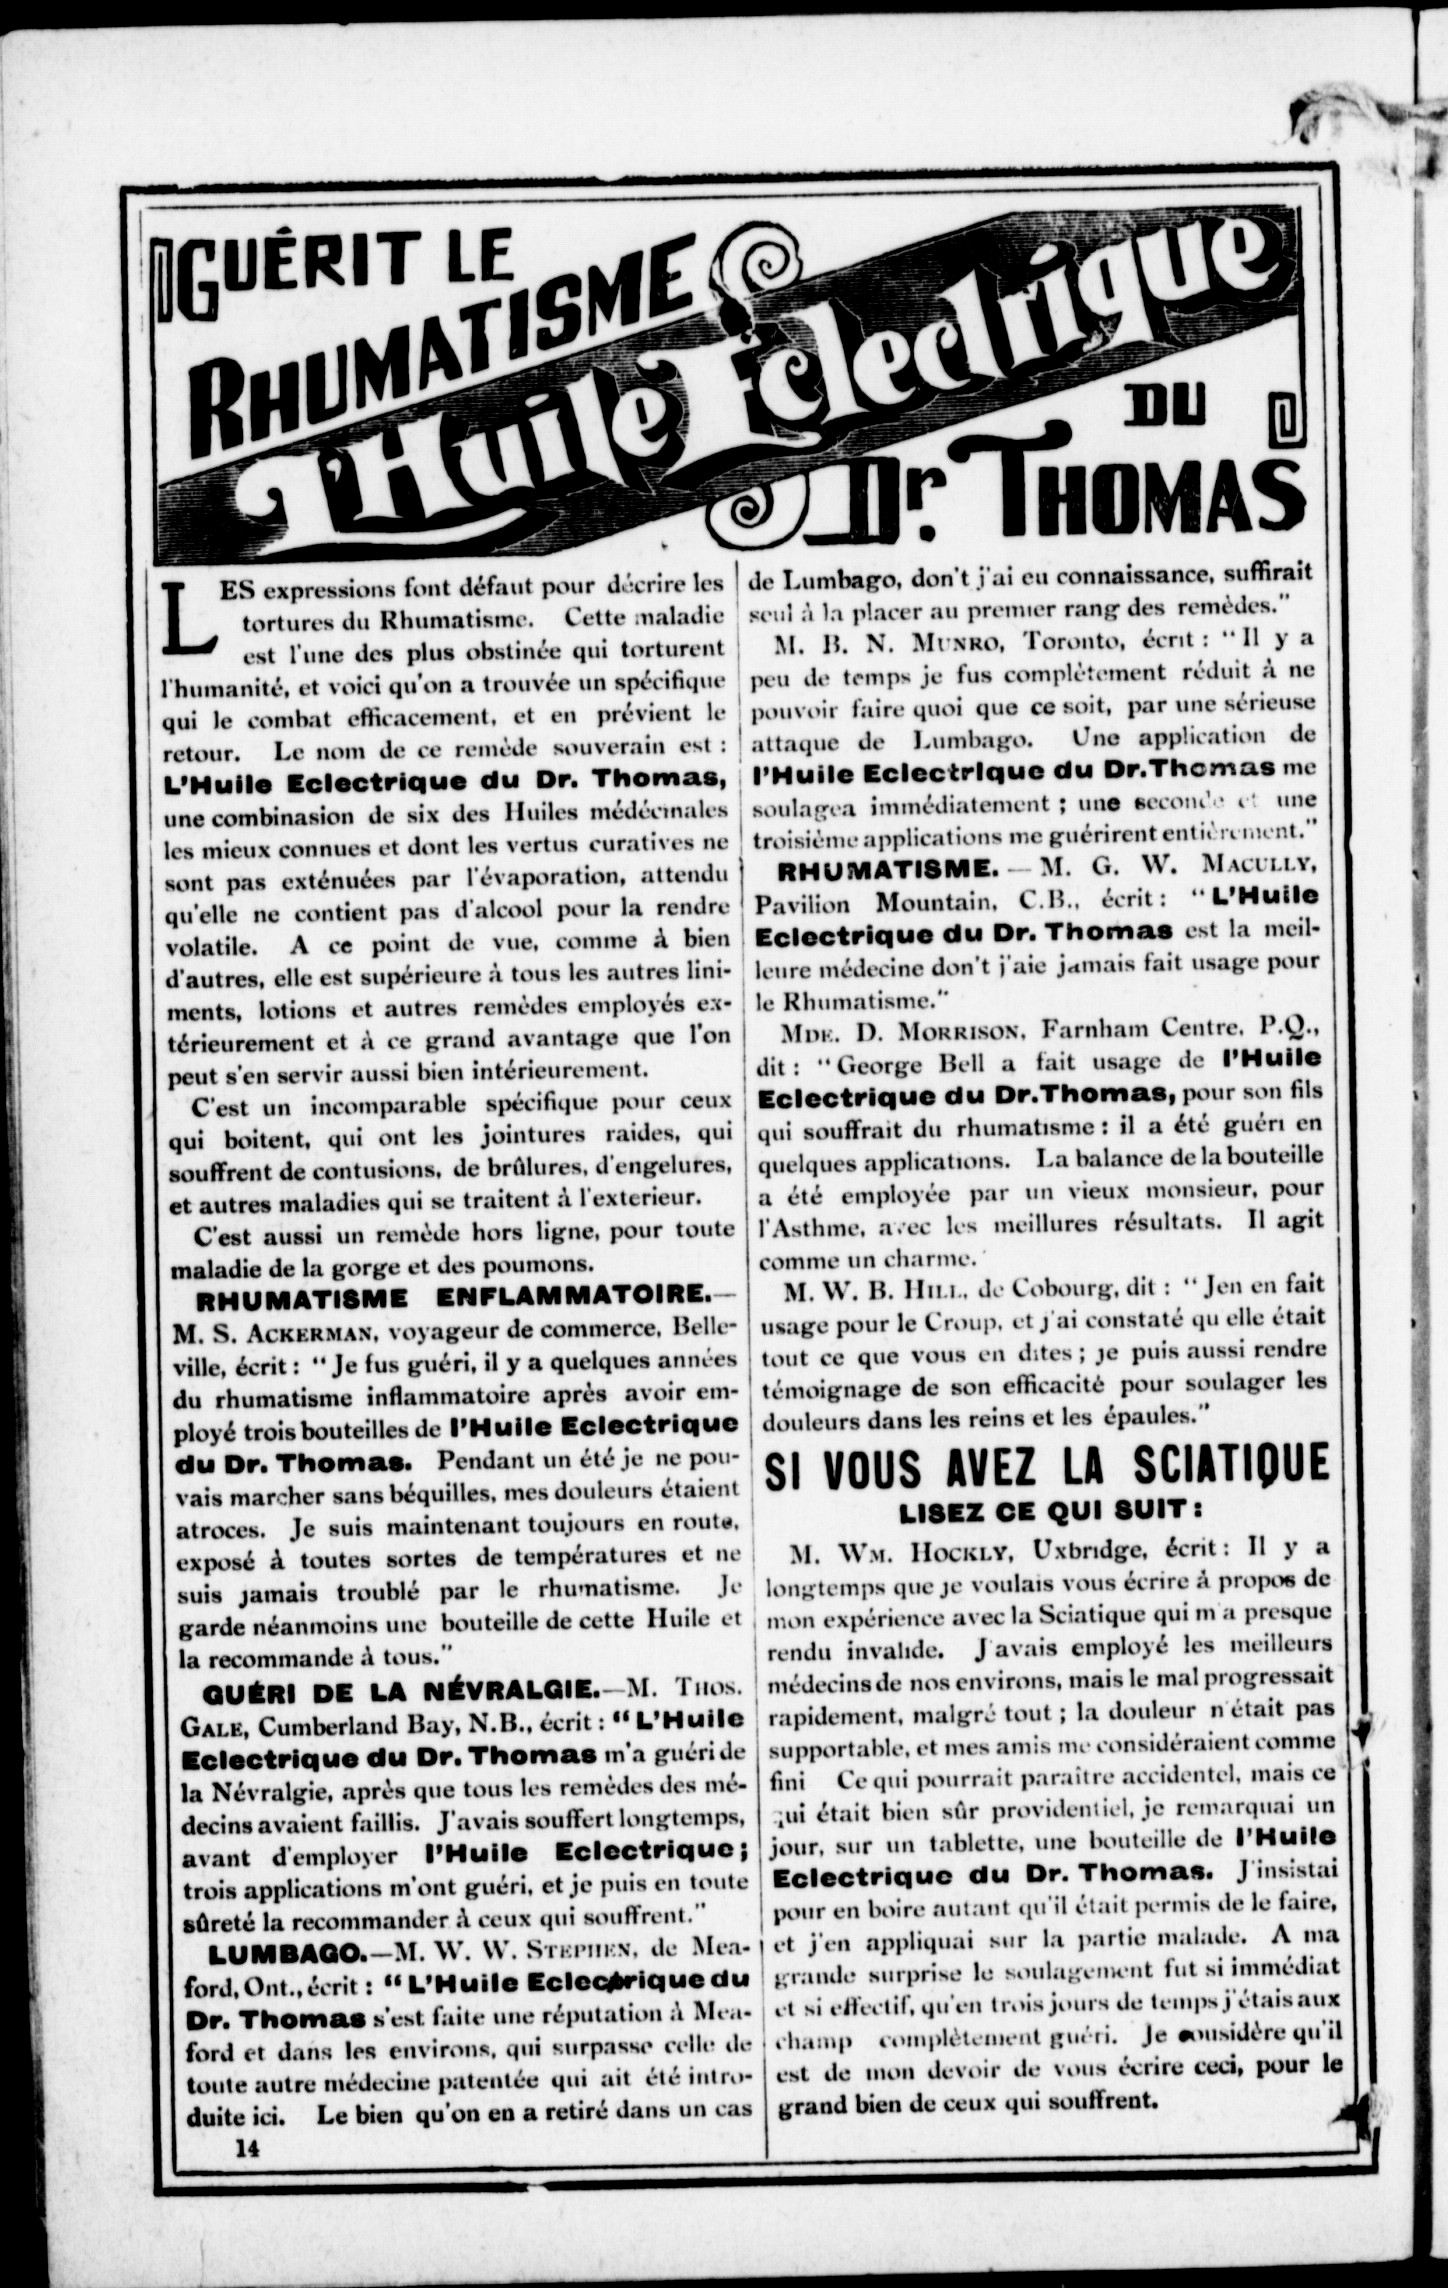 GUÉRIT LE
RHUMATISME
l'Huile Eclectrique
DU
Dr. THOMAS
LES expressions font défaut pour décrire les
tortures du Rhumatisme. Cette maladie
est l'une des plus obstinée qui torturent
l'humanité, et voici qu'on a trouvée un spécifique
qui le combat efficacement, et en prévient le
retour. Le nom de ce remède souverain est :
L'Huile Eclectrique du Dr. Thomas,
une combinasion de six des Huiles médécinales
les mieux connues et dont les vertus curatives ne
sont pas exténuées par l'évaporation, attendu
qu'elle ne contient pas d'alcool pour la rendre
volatile. A ce point de vue, comme à bien
d'autres, elle est supérieure à tous les autres lini-
ments, lotions et autres remèdes employés ex-
térieurement et à ce grand avantage que l'on
peut s'en servir aussi bien intérieurement.
C'est un incomparable spécifique pour ceux
qui boitent, qui ont les jointures raides, qui
souffrent de contusions, de brûlures, d'engelures,
et autres maladies qui se traitent à l'exterieur.
C'est aussi un remède hors ligne, pour toute
maladie de la gorge et des poumons.
RHUMATISME ENFLAMMATOIRE.—
M. S. ACKERMAN, voyageur de commerce, Belle-
ville, écrit : "Je fus guéri, il y a quelques années
du rhumatisme inflammatoire après avoir em-
ployé trois bouteilles de l'Huile Eclectrique
du Dr. Thomas. Pendant un été je ne pou-
vais marcher sans béquilles, mes douleurs étaient
atroces. Je suis maintenant toujours en route,
exposé à toutes sortes de températures et ne
suis jamais troublé par le rhumatisme. Je
garde néanmoins une bouteille de cette Huile et
la recommande à tous."
GUÉRI DE LA NÉVRALGIE.—M. THOS.
GALE, Cumberland Bay, N.B., écrit : "L'Huile
Eclectrique du Dr. Thomas m'a guéri de
la Névralgie, après que tous les remèdes des mé-
decins avaient faillis. J'avais souffert longtemps,
avant d'employer l'Huile Eclectrique;
trois applications m'ont guéri, et je puis en toute
sûreté la recommander à ceux qui souffrent."
LUMBAGO.—M. W. W. STEPHEN, de Mea-
ford, Ont., écrit : "L'Huile Eclectrique du
Dr. Thomas s'est faite une réputation à Mea-
ford et dans les environs, qui surpasse celle de
toute autre médecine patentée qui ait été intro-
duite ici. Le bien qu'on en a retiré dans un cas
14
de Lumbago, don't j'ai eu connaissance, suffirait
seul à la placer au premier rang des remèdes."
M. B. N. MUNRO, Toronto, écrit : "Il y a
peu de temps je fus complètement réduit à ne
pouvoir faire quoi que ce soit, par une sérieuse
attaque de Lumbago. Une application de
l'Huile Eclectrique du Dr. Thomas me
soulagea immédiatement ; une seconde et une
troisième applications me guérirent entièrement."
RHUMATISME.—M. G. W. MACULLY,
Pavilion Mountain, C.B., écrit : "L'Huile
Eclectrique du Dr. Thomas est la meil-
leure médecine don't j'aie jamais fait usage pour
le Rhumatisme."
MDE. D. MORRISON, Farnham Centre, P.Q.,
dit : "George Bell a fait usage de l'Huile
Eclectrique du Dr. Thomas, pour son fils
qui souffrait du rhumatisme : il a été guéri en
quelques applications. La balance de la bouteille
a été employée par un vieux monsieur, pour
l'Asthme, avec les meillures résultats. Il agit
comme un charme.
M. W. B. HILL, de Cobourg, dit : "Jen en fait
usage pour le Croup, et j'ai constaté qu elle était
tout ce que vous en dites ; je puis aussi rendre
témoignage de son efficacité pour soulager les
douleurs dans les reins et les épaules."
SI VOUS AVEZ LA SCIATIQUE
LISEZ CE QUI SUIT :
M. WM. HOCKLY, Uxbridge, écrit : Il y a
longtemps que je voulais vous écrire à propos de
mon expérience avec la Sciatique qui m'a presque
rendu invalide. J'avais employé les meilleurs
médecins de nos environs, mais le mal progressait
rapidement, malgré tout ; la douleur n'était pas
supportable, et mes amis me considéraient comme
fini Ce qui pourrait paraître accidentel, mais ce
qui était bien sûr providentiel, je remarquai un
jour, sur un tablette, une bouteille de l'Huile
Eclectrique du Dr. Thomas. J'insistai
pour en boire autant qu'il était permis de le faire,
et j'en appliquai sur la partie malade. A ma
grande surprise le soulagement fut si immédiat
et si effectif, qu'en trois jours de temps j'étais aux
champ complètement guéri. Je considère qu'il
est de mon devoir de vous écrire ceci, pour le
grand bien de ceux qui souffrent.